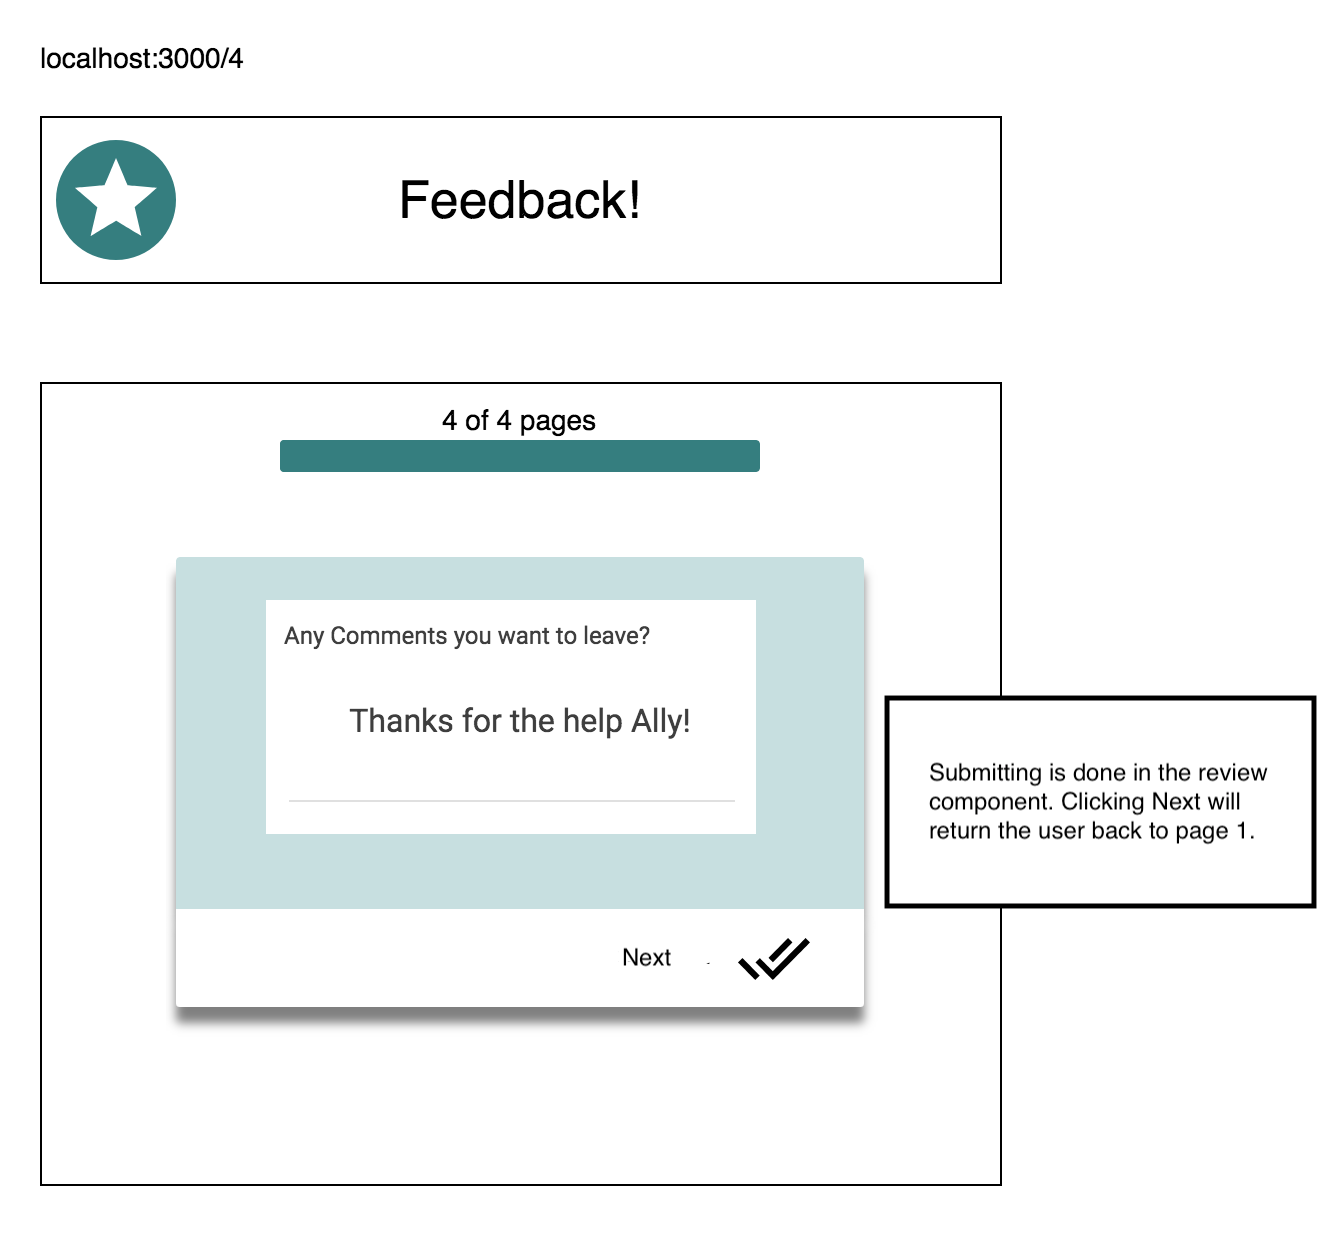 localhost:3000/4
Feedback!
4 of 4 pages
Any Comments you want to leave?
Thanks for the help Ally!
Submitting is done in the review
component. Clicking Next will
return the user back to page 1.
Next